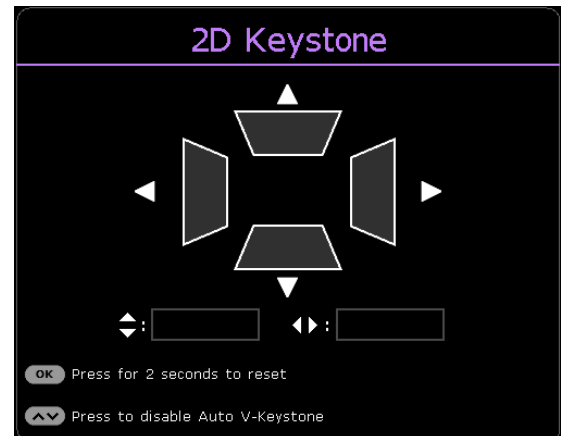 2D Keystone
: :
OK Press for 2 seconds to reset
Press to disable Auto V-Keystone